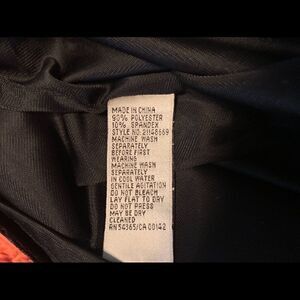 MADE IN CHINA
90% POLYESTER
10% SPANDEX
STYLE NO. 21148669
MACHINE WASH
SEPARATELY
BEFORE FIRST
WEARING
MACHINE WASH
SEPARATELY
IN COOL WATER
GENTLE AGITATION
DO NOT BLEACH
LAY FLAT TO DRY
DO NOT PRESS
MAY BE DRY
CLEANED
RN 54365/CA 00142